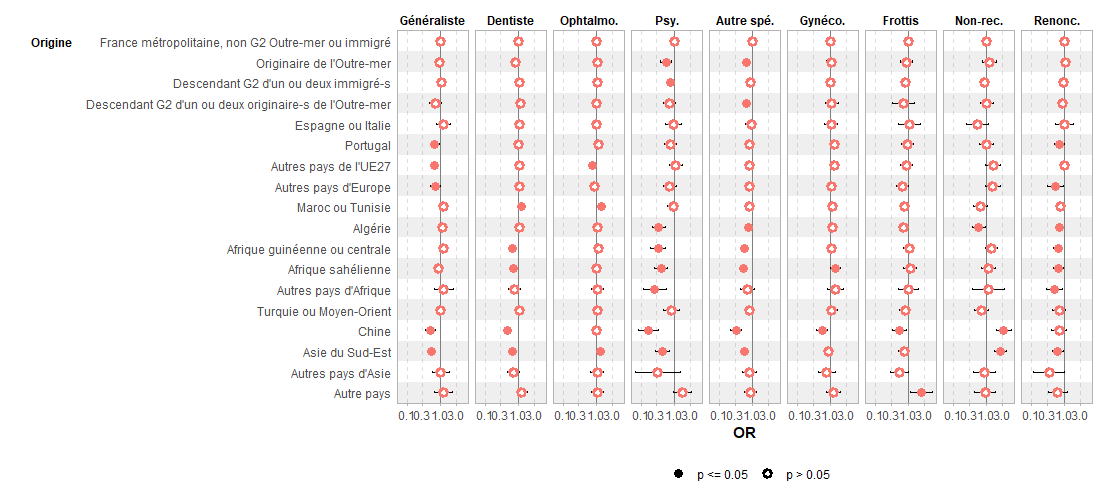 Généraliste Dentiste Ophtalmo. Psy. Autre spé. Gynéco. Frottis Non-rec. Renonc.
Origine France métropolitaine, non G2 Outre-mer ou immigré
Originaire de l'Outre-mer
Descendant G2 d'un ou deux immigré-s
Descendant G2 d'un ou deux originaire-s de l'Outre-mer
Espagne ou Italie
Portugal
Autres pays de l'UE27
Autres pays d'Europe
Maroc ou Tunisie
Algérie
Afrique guinéenne ou centrale
Afrique sahélienne
Autres pays d'Afrique
Turquie ou Moyen-Orient
Chine
Asie du Sud-Est
Autres pays d'Asie
Autre pays
0.10.31.03.0 0.10.31.03.0 0.10.31.03.0 0.10.31.03.0 0.10.31.03.0 0.10.31.03.0 0.10.31.03.0 0.10.31.03.0 0.10.31.03.0
OR
p <= 0.05 p > 0.05